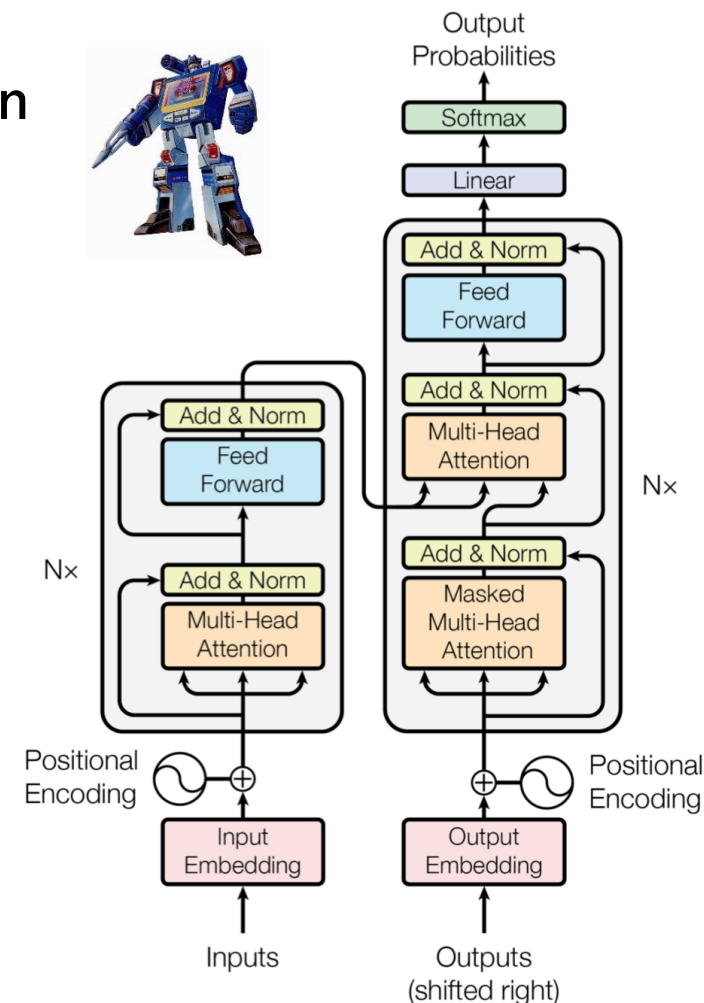 n
Output
Probabilities
Softmax
Linear
Add & Norm
Feed
Forward
Add & Norm
Multi-Head
Attention
N×
Add & Norm
Masked
Multi-Head
Attention
Add & Norm
Feed
Forward
N×
Add & Norm
Multi-Head
Attention
Positional
Encoding
Positional
Encoding
Input
Embedding
Output
Embedding
Inputs
Outputs
(shifted right)